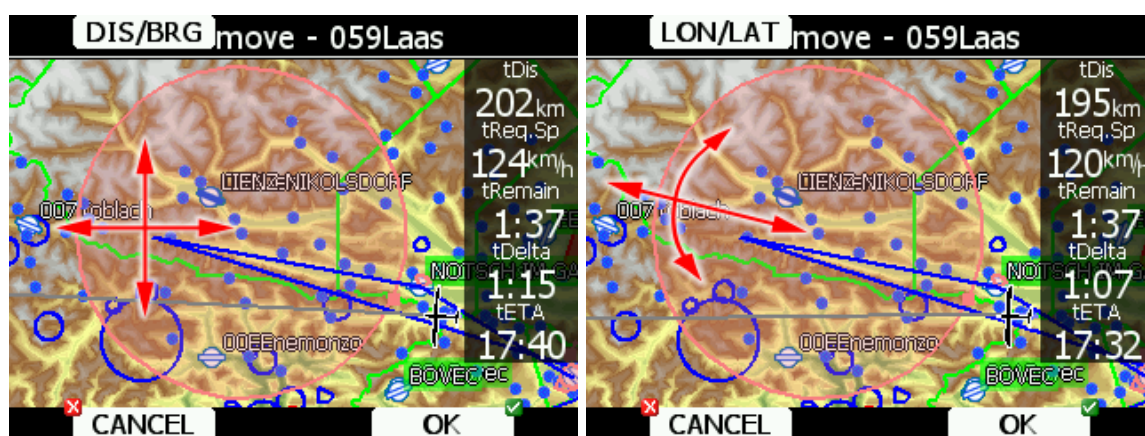 DIS/BRG move - 059Laas
tDis
202km
tReq.Sp
124km/h
tRemain
1:37
tDelta
1:15
tETA
17:40
LIENZ-NIKOLSDORF
00EEnemonzo
BOVEC
CANCEL OK
LON/LAT move - 059Laas
tDis
195km
tReq.Sp
120km/h
tRemain
1:37
tDelta
1:07
tETA
17:32
LIENZ-NIKOLSDORF
00EEnemonzo
BOVEC
CANCEL OK